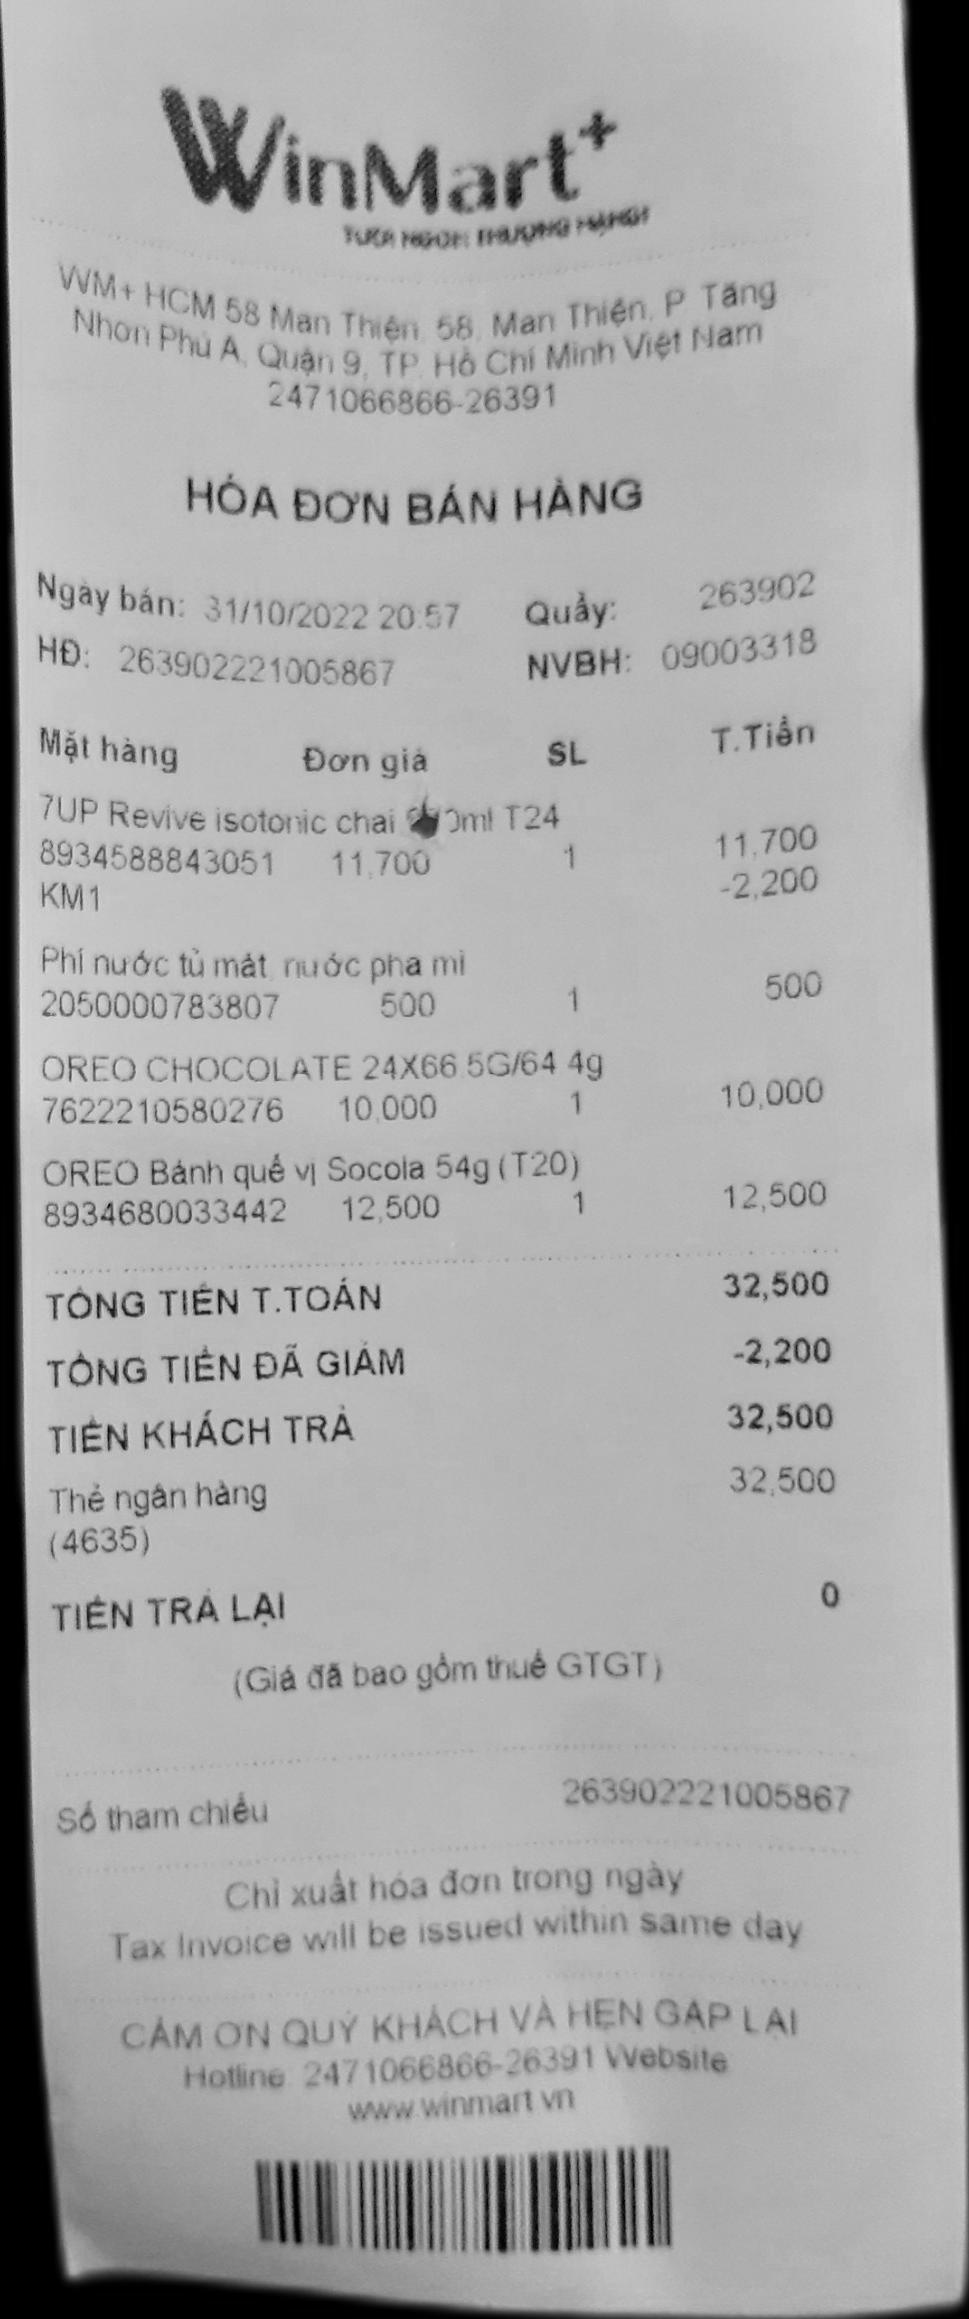 WinMart+
TƯƠI NGON THƯỢNG HẠNG!
WM+ HCM 58 Man Thiện, 58, Man Thiện, P. Tăng
Nhơn Phú A, Quận 9, TP. Hồ Chí Minh Việt Nam
2471066866-26391
HÓA ĐƠN BÁN HÀNG
Ngày bán: 31/10/2022 20:57 Quầy: 263902
HĐ: 263902221005867 NVBH: 09003318
Mặt hàng Đơn giá SL T.Tiền
7UP Revive isotonic chai T24
8934588843051 11,700 1 11,700
KM1 -2,200
Phí nước tủ mát, nước pha mì
2050000783807 500 1 500
OREO CHOCOLATE 24X66.5G/64.4g
7622210580276 10,000 1 10,000
OREO Bánh quế vị Socola 54g (T20)
8934680033442 12,500 1 12,500
TỔNG TIỀN T.TOÁN 32,500
TỔNG TIỀN ĐÃ GIẢM -2,200
TIỀN KHÁCH TRẢ 32,500
Thẻ ngân hàng 32,500
(4635)
TIỀN TRẢ LẠI 0
(Giá đã bao gồm thuế GTGT)
Số tham chiếu 263902221005867
Chỉ xuất hóa đơn trong ngày
Tax Invoice will be issued within same day
CẢM ƠN QUÝ KHÁCH VÀ HẸN GẶP LẠI
Hotline: 2471066866-26391 Website
www.winmart.vn